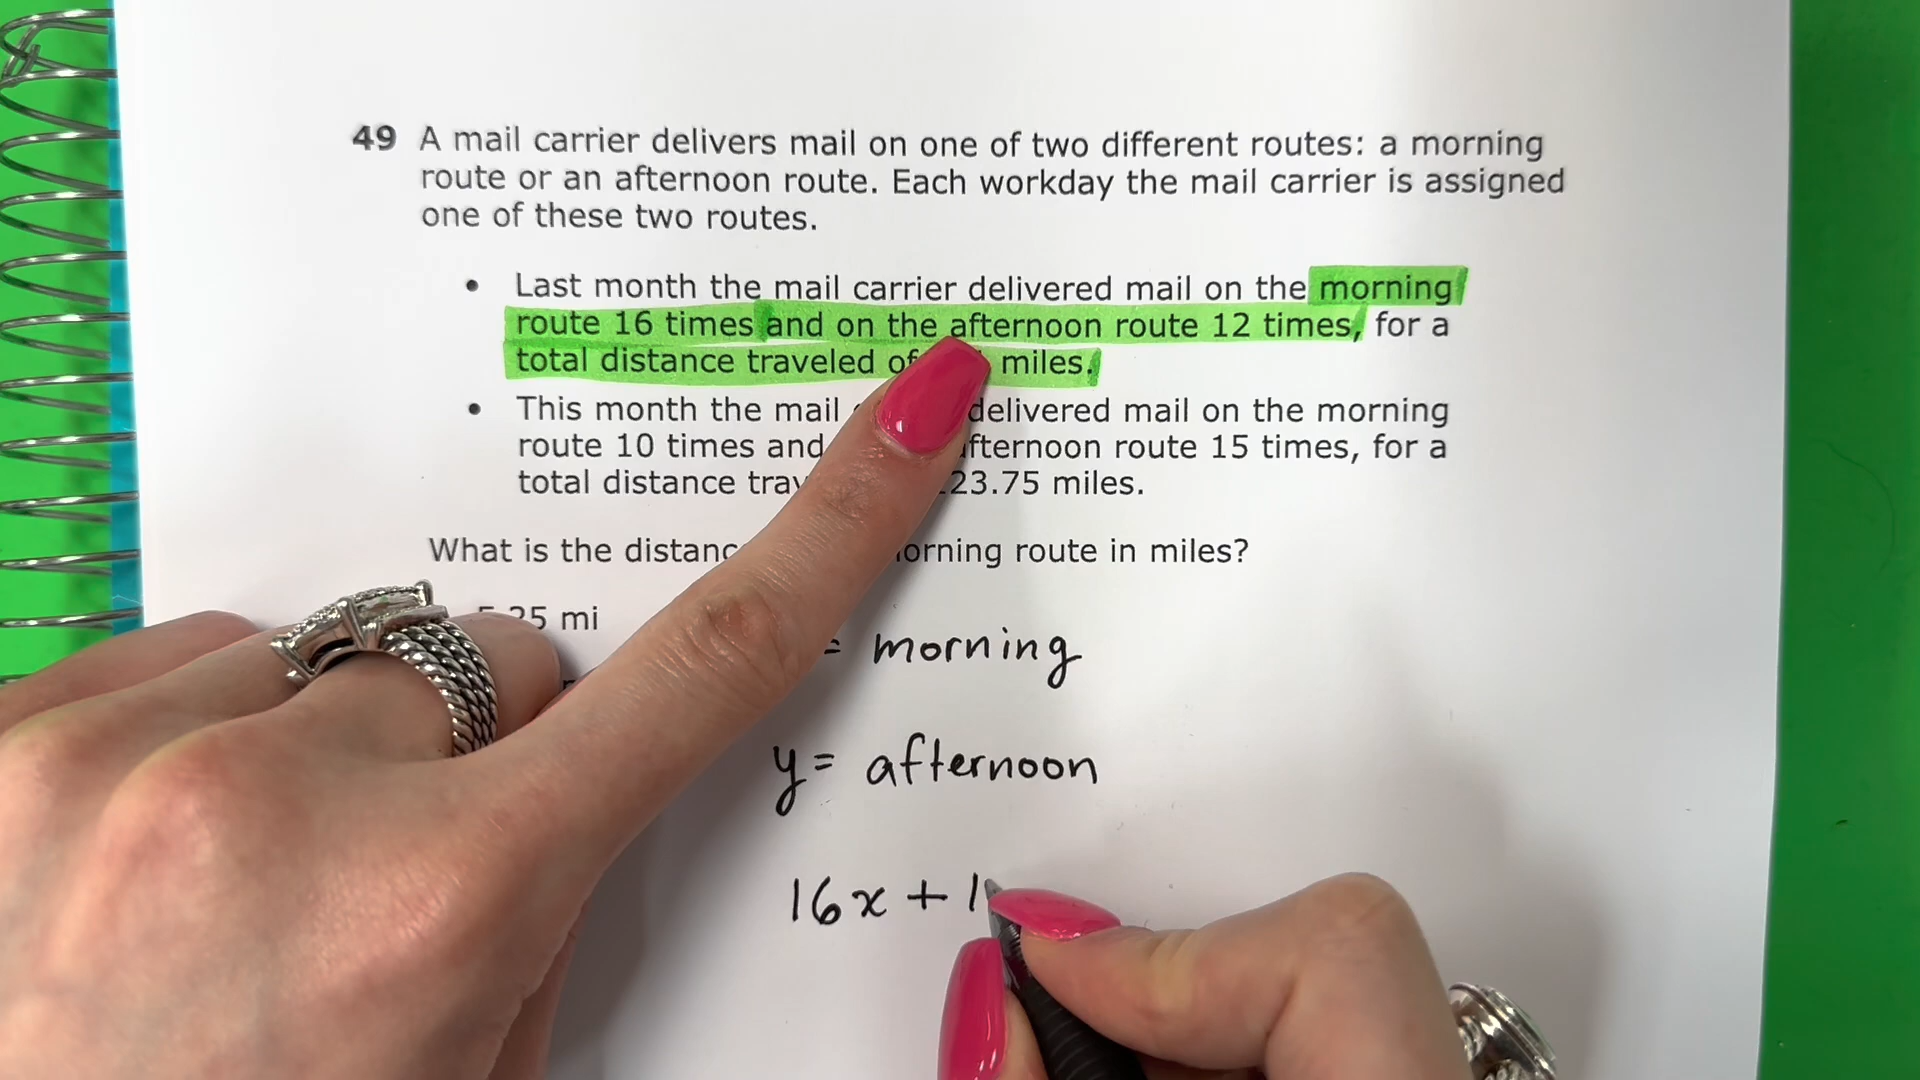 49 A mail carrier delivers mail on one of two different routes: a morning
route or an afternoon route. Each workday the mail carrier is assigned
one of these two routes.
• Last month the mail carrier delivered mail on the morning
route 16 times and on the afternoon route 12 times, for a
total distance traveled of miles.
• This month the mail delivered mail on the morning
route 10 times and afternoon route 15 times, for a
total distance 23.75 miles.
What is the morning route in miles?
25 mi
= morning
y = afternoon
16x + 1